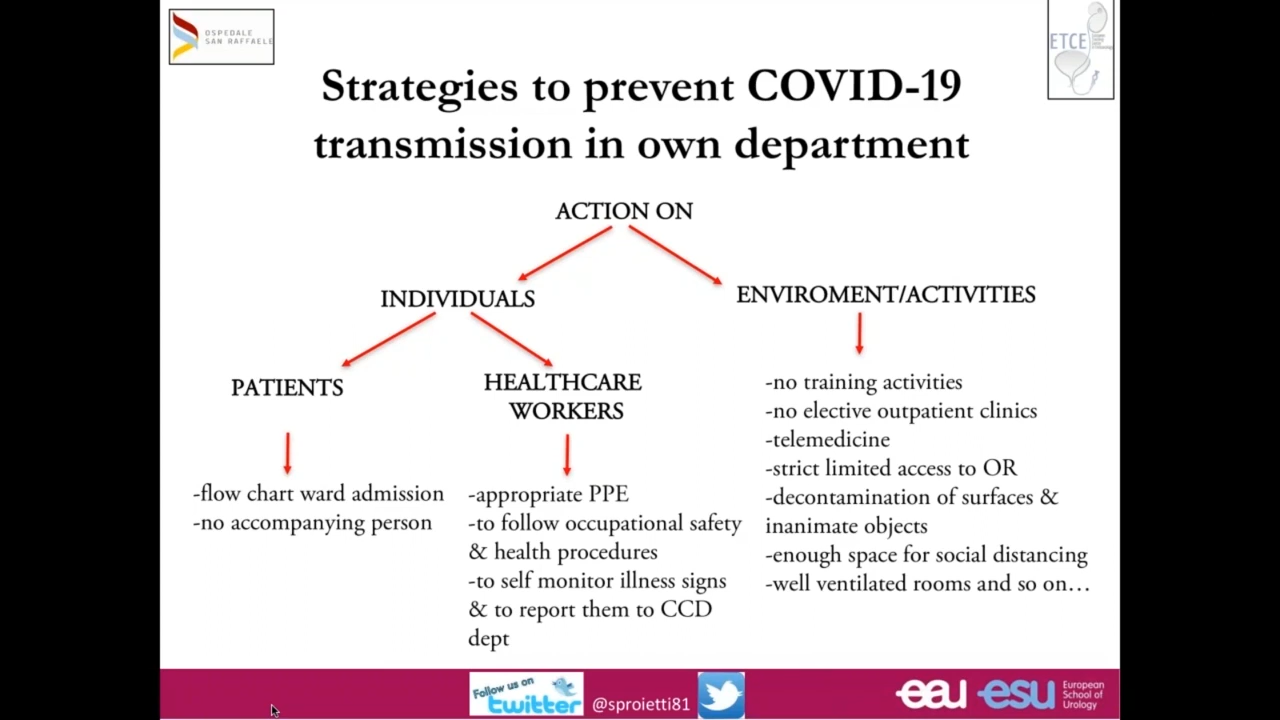 OSPEDALE
SAN RAFFAELE
ETCE
Strategies to prevent COVID-19
transmission in own department
ACTION ON
INDIVIDUALS
ENVIROMENT/ACTIVITIES
PATIENTS
HEALTHCARE
WORKERS
-flow chart ward admission
-no accompanying person
-appropriate PPE
-to follow occupational safety
& health procedures
-to self monitor illness signs
& to report them to CCD
dept
-no training activities
-no elective outpatient clinics
-telemedicine
-strict limited access to OR
-decontamination of surfaces &
inanimate objects
-enough space for social distancing
-well ventilated rooms and so on…
Follow us on
twitter
@sproietti81
eau esu
European
School of
Urology